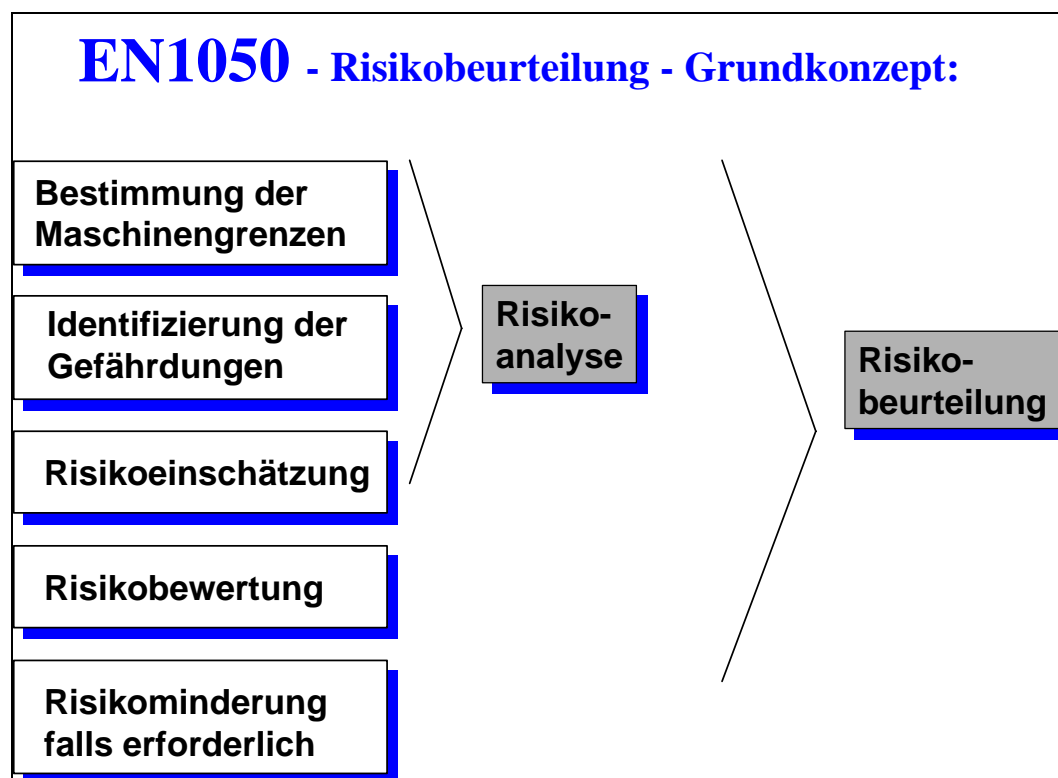 EN1050 - Risikobeurteilung - Grundkonzept:
Bestimmung der
Maschinengrenzen
Identifizierung der
Gefährdungen
Risikoeinschätzung
Risikobewertung
Risikominderung
falls erforderlich
Risiko-
analyse
Risiko-
beurteilung